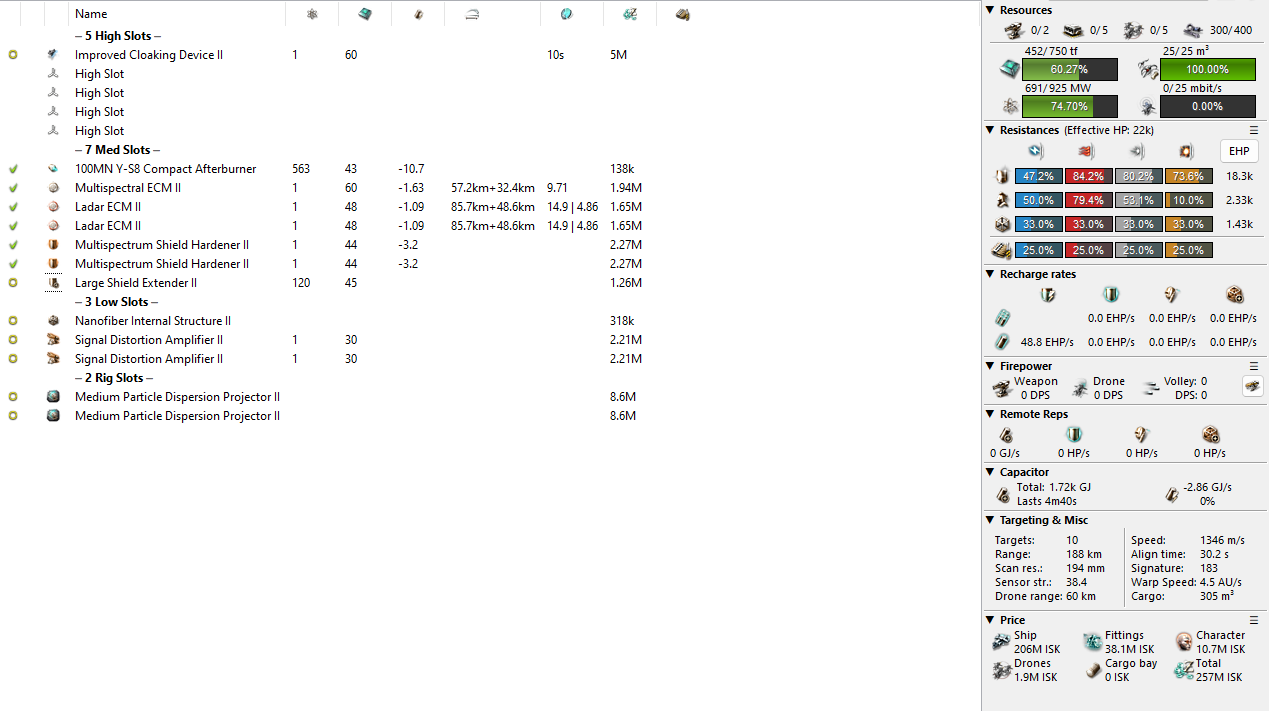 Name
-- 5 High Slots --
Improved Cloaking Device II 1 60 10s 5M
High Slot
High Slot
High Slot
High Slot
-- 7 Med Slots --
100MN Y-S8 Compact Afterburner 563 43 -10.7 138k
Multispectral ECM II 1 60 -1.63 57.2km+32.4km 9.71 1.94M
Ladar ECM II 1 48 -1.09 85.7km+48.6km 14.9 | 4.86 1.65M
Ladar ECM II 1 48 -1.09 85.7km+48.6km 14.9 | 4.86 1.65M
Multispectrum Shield Hardener II 1 44 -3.2 2.27M
Multispectrum Shield Hardener II 1 44 -3.2 2.27M
Large Shield Extender II 120 45 1.26M
-- 3 Low Slots --
Nanofiber Internal Structure II 318k
Signal Distortion Amplifier II 1 30 2.21M
Signal Distortion Amplifier II 1 30 2.21M
-- 2 Rig Slots --
Medium Particle Dispersion Projector II 8.6M
Medium Particle Dispersion Projector II 8.6M
Resources
0/2 0/5 0/5 300/400
452/750 tf 25/25 m³
60.27% 100.00%
691/925 MW 0/25 mbit/s
74.70% 0.00%
Resistances (Effective HP: 22k)
EHP
47.2% 84.2% 80.2% 73.6% 18.3k
50.0% 79.4% 53.1% 10.0% 2.33k
33.0% 33.0% 33.0% 33.0% 1.43k
25.0% 25.0% 25.0% 25.0%
Recharge rates
0.0 EHP/s 0.0 EHP/s 0.0 EHP/s
48.8 EHP/s 0.0 EHP/s 0.0 EHP/s 0.0 EHP/s
Firepower
Weapon Drone Volley: 0
0 DPS 0 DPS DPS: 0
Remote Reps
0 GJ/s 0 HP/s 0 HP/s 0 HP/s
Capacitor
Total: 1.72k GJ -2.86 GJ/s
Lasts 4m40s 0%
Targeting & Misc
Targets: 10 Speed: 1346 m/s
Range: 188 km Align time: 30.2 s
Scan res.: 194 mm Signature: 183
Sensor str.: 38.4 Warp Speed: 4.5 AU/s
Drone range: 60 km Cargo: 305 m³
Price
Ship Fittings Character
206M ISK 38.1M ISK 10.7M ISK
Drones Cargo bay Total
1.9M ISK 0 ISK 257M ISK